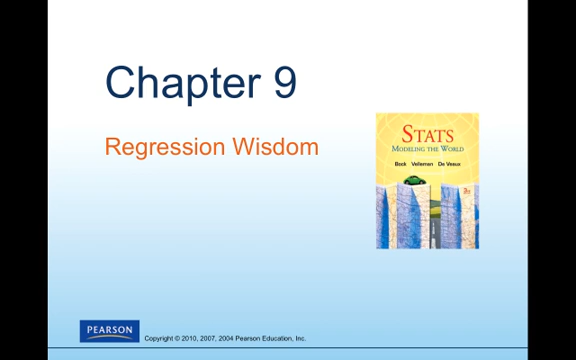 Chapter 9
Regression Wisdom
STATS
MODELING THE WORLD
Bock Velleman De Veaux
PEARSON
Copyright © 2010, 2007, 2004 Pearson Education, Inc.